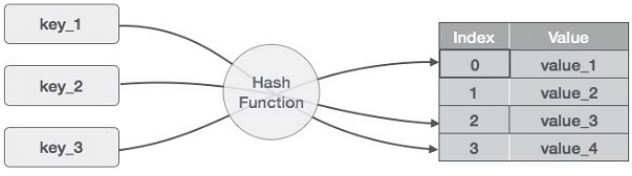 key_1
key_2
key_3
Hash
Function
Index Value
0 value_1
1 value_2
2 value_3
3 value_4